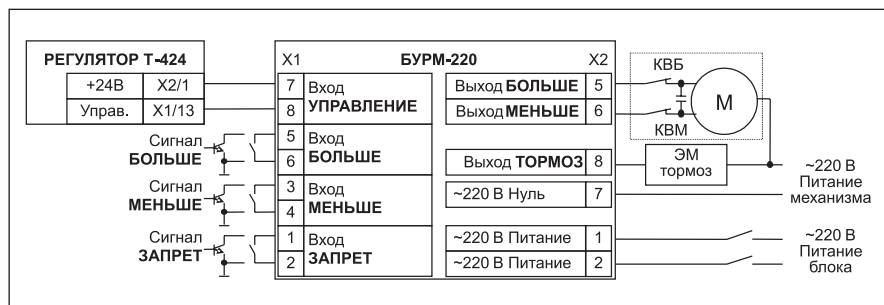 РЕГУЛЯТОР Т-424
+24В X2/1
Управ. X1/13
Сигнал
БОЛЬШЕ
Сигнал
МЕНЬШЕ
Сигнал
ЗАПРЕТ
X1 БУРМ-220 X2
7 Вход
8 УПРАВЛЕНИЕ
5 Вход
6 БОЛЬШЕ
3 Вход
4 МЕНЬШЕ
1 Вход
2 ЗАПРЕТ
Выход БОЛЬШЕ 5
Выход МЕНЬШЕ 6
Выход ТОРМОЗ 8
~220 В Нуль 7
~220 В Питание 1
~220 В Питание 2
КВБ
М
КВМ
ЭМ
тормоз
~220 В
Питание
механизма
~220 В
Питание
блока